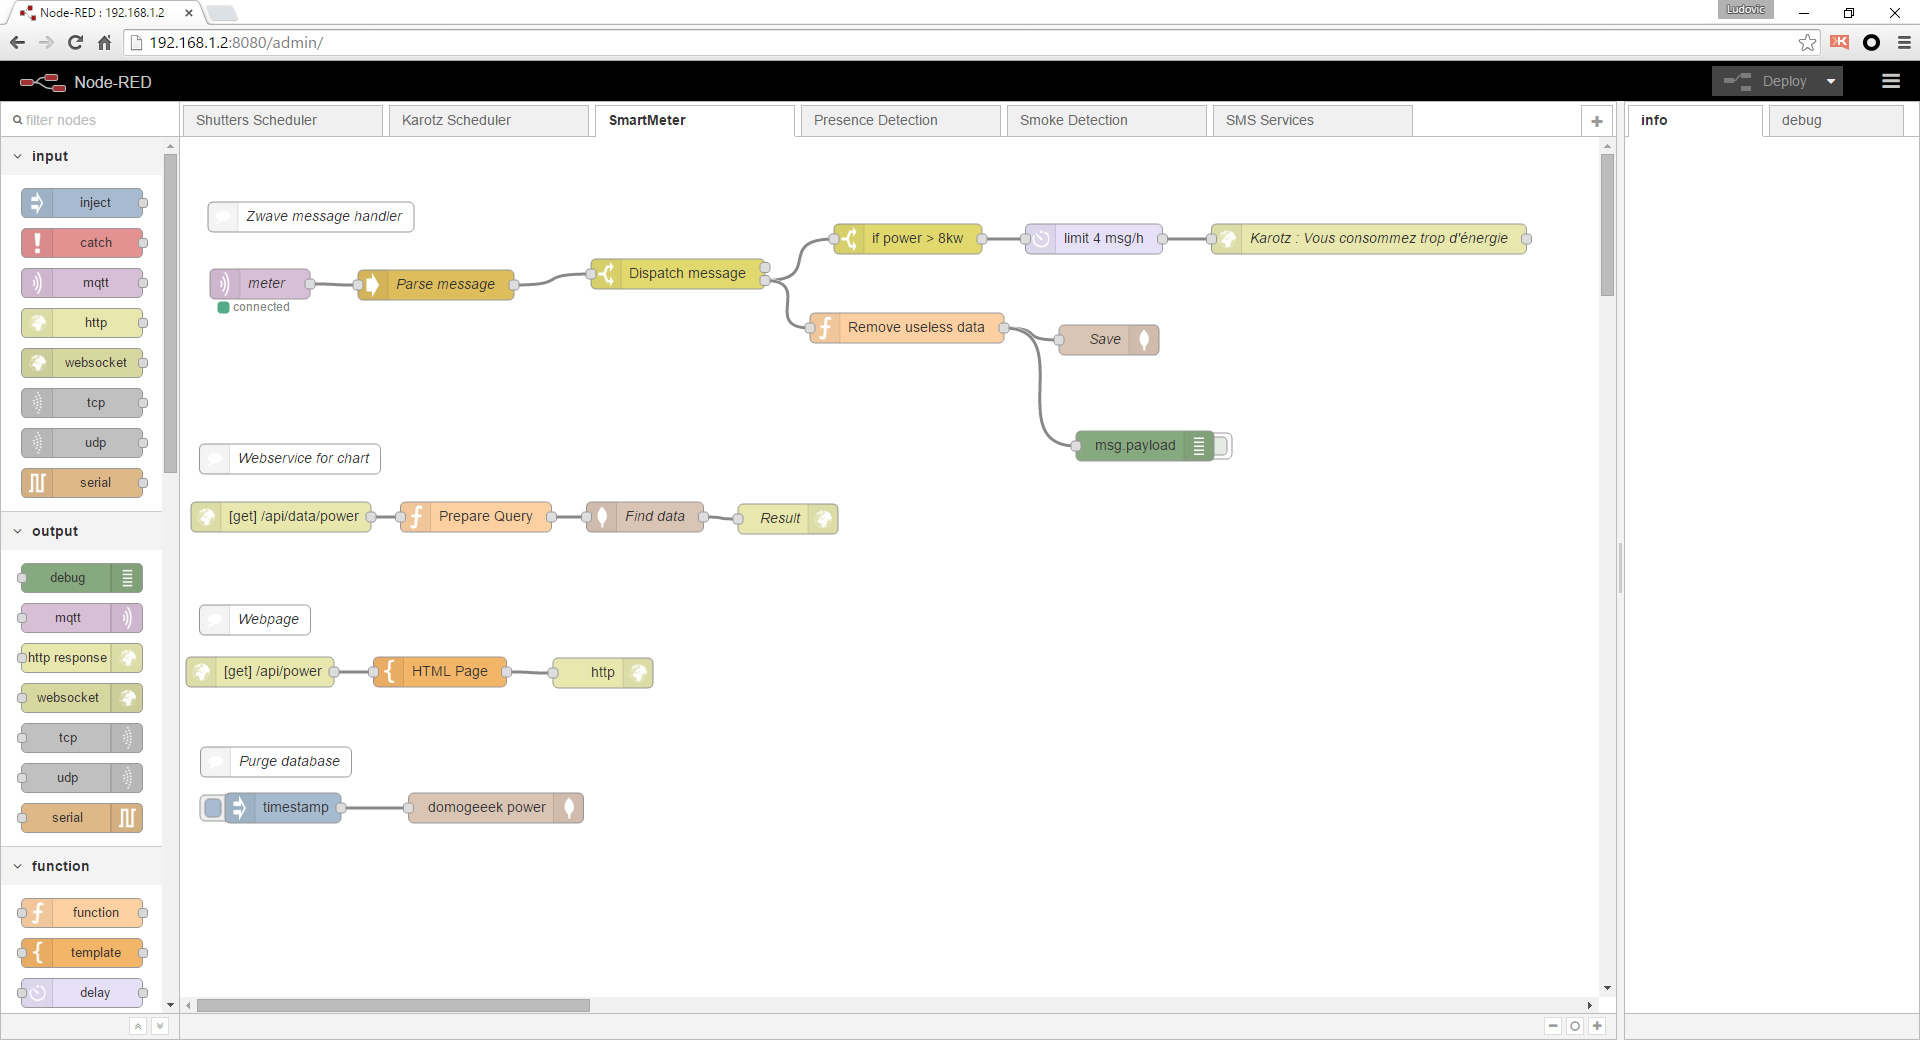 Node-RED : 192.168.1.2
Ludovic
192.168.1.2:8080/admin/
Node-RED
Deploy
filter nodes
Shutters Scheduler
Karotz Scheduler
SmartMeter
Presence Detection
Smoke Detection
SMS Services
info
debug
input
inject
catch
mqtt
http
websocket
tcp
udp
serial
output
debug
mqtt
http response
websocket
tcp
udp
serial
function
function
template
delay
Zwave message handler
meter
connected
Parse message
Dispatch message
if power > 8kw
limit 4 msg/h
Karotz : Vous consommez trop d'énergie
Remove useless data
Save
msg.payload
Webservice for chart
[get] /api/data/power
Prepare Query
Find data
Result
Webpage
[get] /api/power
HTML Page
http
Purge database
timestamp
domogeeek power